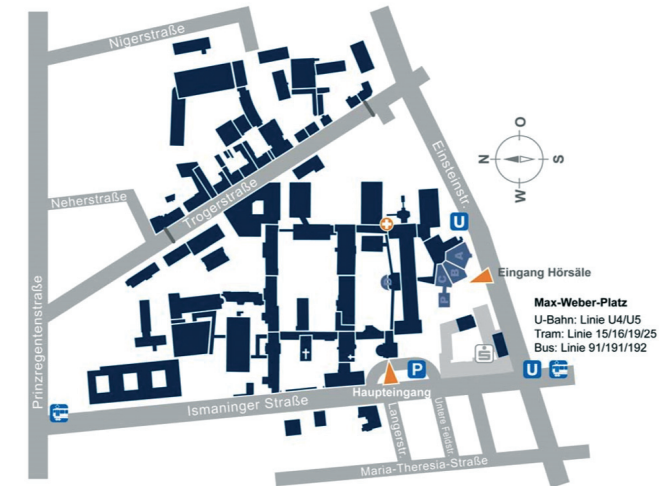 Nigerstraße
Einsteinstr.
O
N
S
W
Neherstraße
Trogerstraße
U
A
B
C
P
D
Eingang Hörsäle
Prinzregentenstraße
Max-Weber-Platz
U-Bahn: Linie U4/U5
Tram: Linie 15/16/19/25
Bus: Linie 91/191/192
S
P
U
Haupteingang
Ismaninger Straße
Langerstr.
Untere Feldstr.
Maria-Theresia-Straße